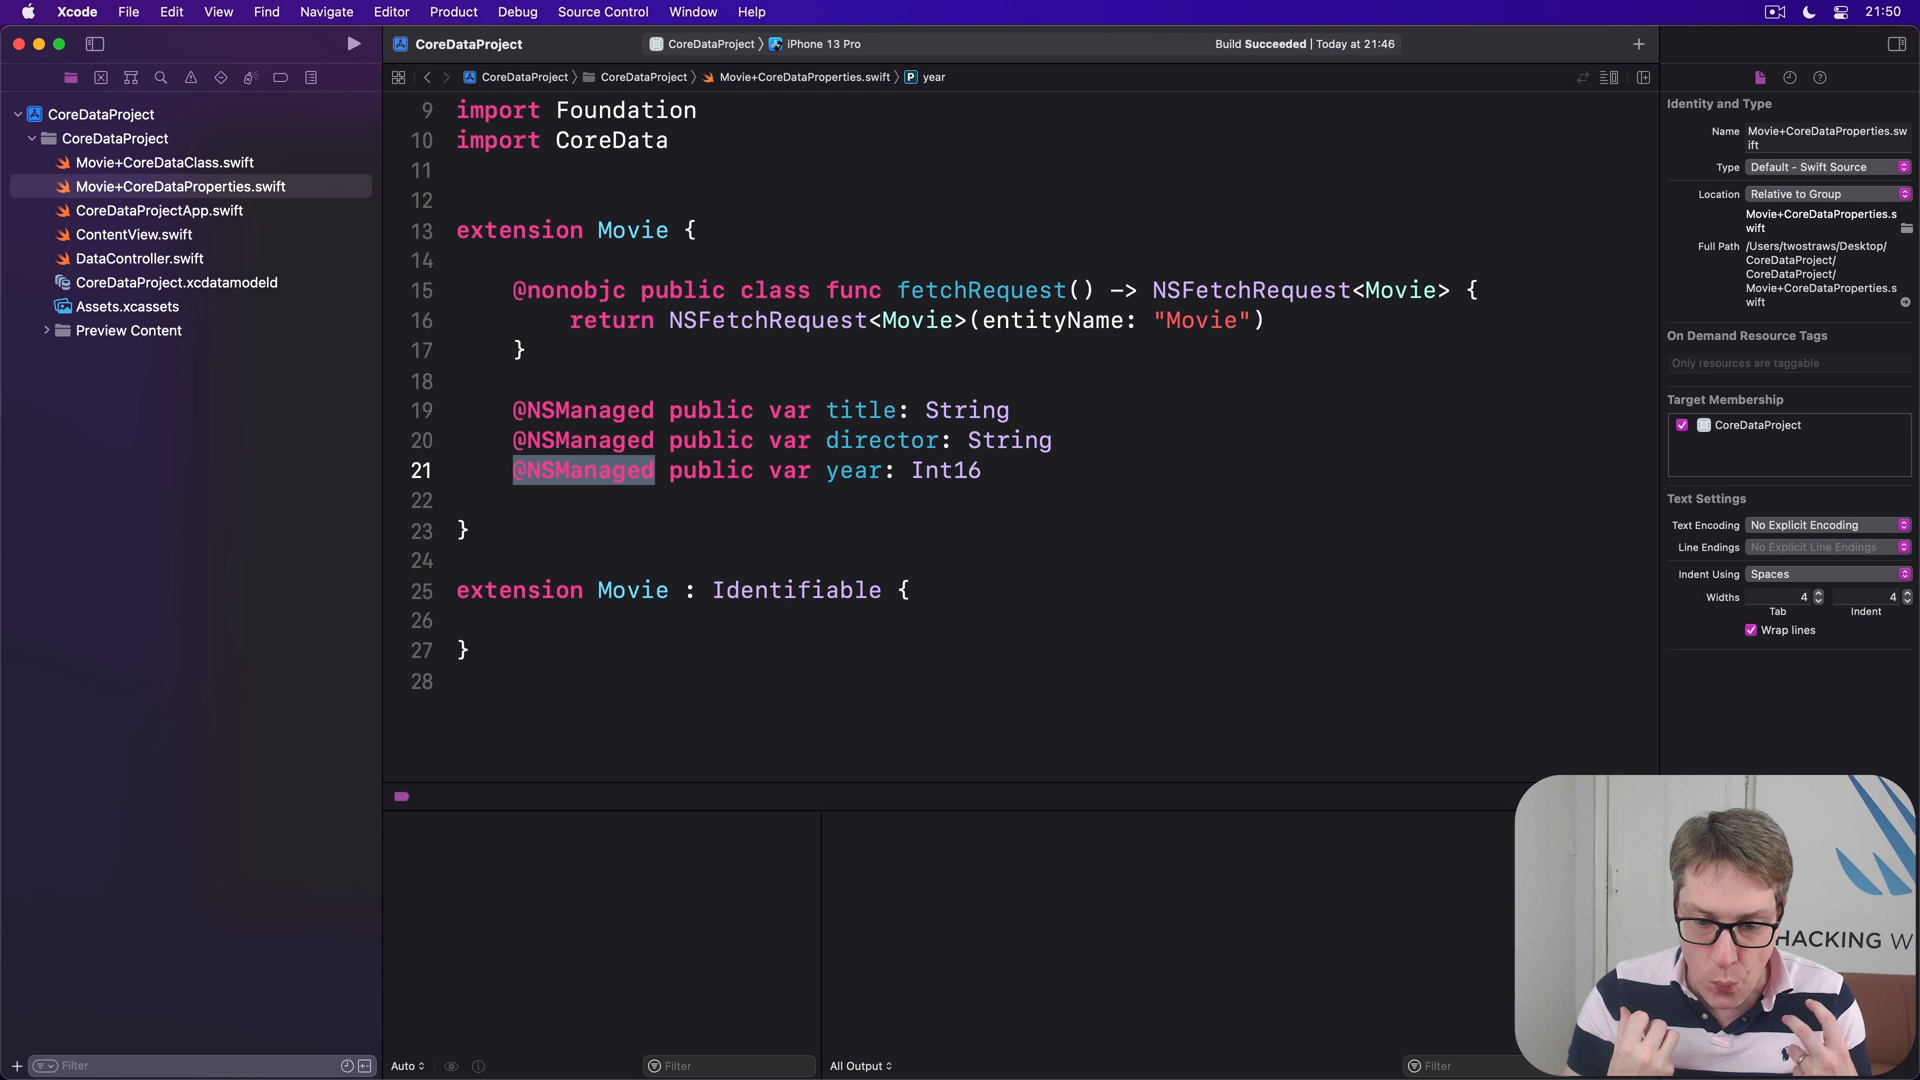 Xcode File Edit View Find Navigate Editor Product Debug Source Control Window Help 21:50
CoreDataProject CoreDataProject iPhone 13 Pro Build Succeeded | Today at 21:46
CoreDataProject CoreDataProject Movie+CoreDataProperties.swift P year
CoreDataProject
CoreDataProject
Movie+CoreDataClass.swift
Movie+CoreDataProperties.swift
CoreDataProjectApp.swift
ContentView.swift
DataController.swift
CoreDataProject.xcdatamodeld
Assets.xcassets
Preview Content
Filter
9 import Foundation
10 import CoreData
11
12
13 extension Movie {
14
15 @nonobjc public class func fetchRequest() -> NSFetchRequest<Movie> {
16 return NSFetchRequest<Movie>(entityName: "Movie")
17 }
18
19 @NSManaged public var title: String
20 @NSManaged public var director: String
21 @NSManaged public var year: Int16
22
23 }
24
25 extension Movie : Identifiable {
26
27 }
28
Auto
Filter
All Output
Filter
Identity and Type
Name Movie+CoreDataProperties.sw
ift
Type Default - Swift Source
Location Relative to Group
Movie+CoreDataProperties.s
wift
Full Path /Users/twostraws/Desktop/
CoreDataProject/
CoreDataProject/
Movie+CoreDataProperties.s
wift
On Demand Resource Tags
Only resources are taggable
Target Membership
CoreDataProject
Text Settings
Text Encoding No Explicit Encoding
Line Endings No Explicit Line Endings
Indent Using Spaces
Widths 4 4
Tab Indent
Wrap lines
HACKING W